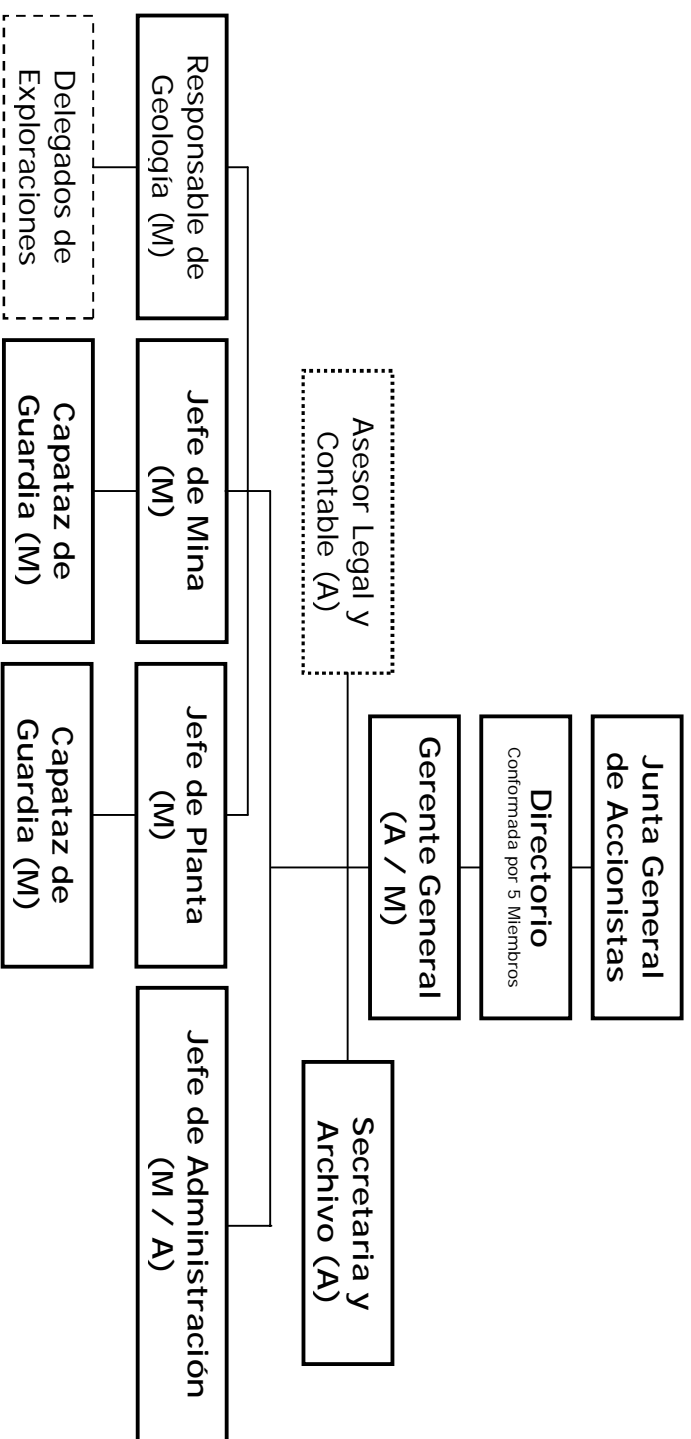 Junta General
de Accionistas
Directorio
Conformada por 5 Miembros
Gerente General
(A / M)
Asesor Legal y
Contable (A)
Secretaria y
Archivo (A)
Responsable de
Geología (M)
Jefe de Mina
(M)
Jefe de Planta
(M)
Jefe de Administración
(M / A)
Delegados de
Exploraciones
Capataz de
Guardia (M)
Capataz de
Guardia (M)